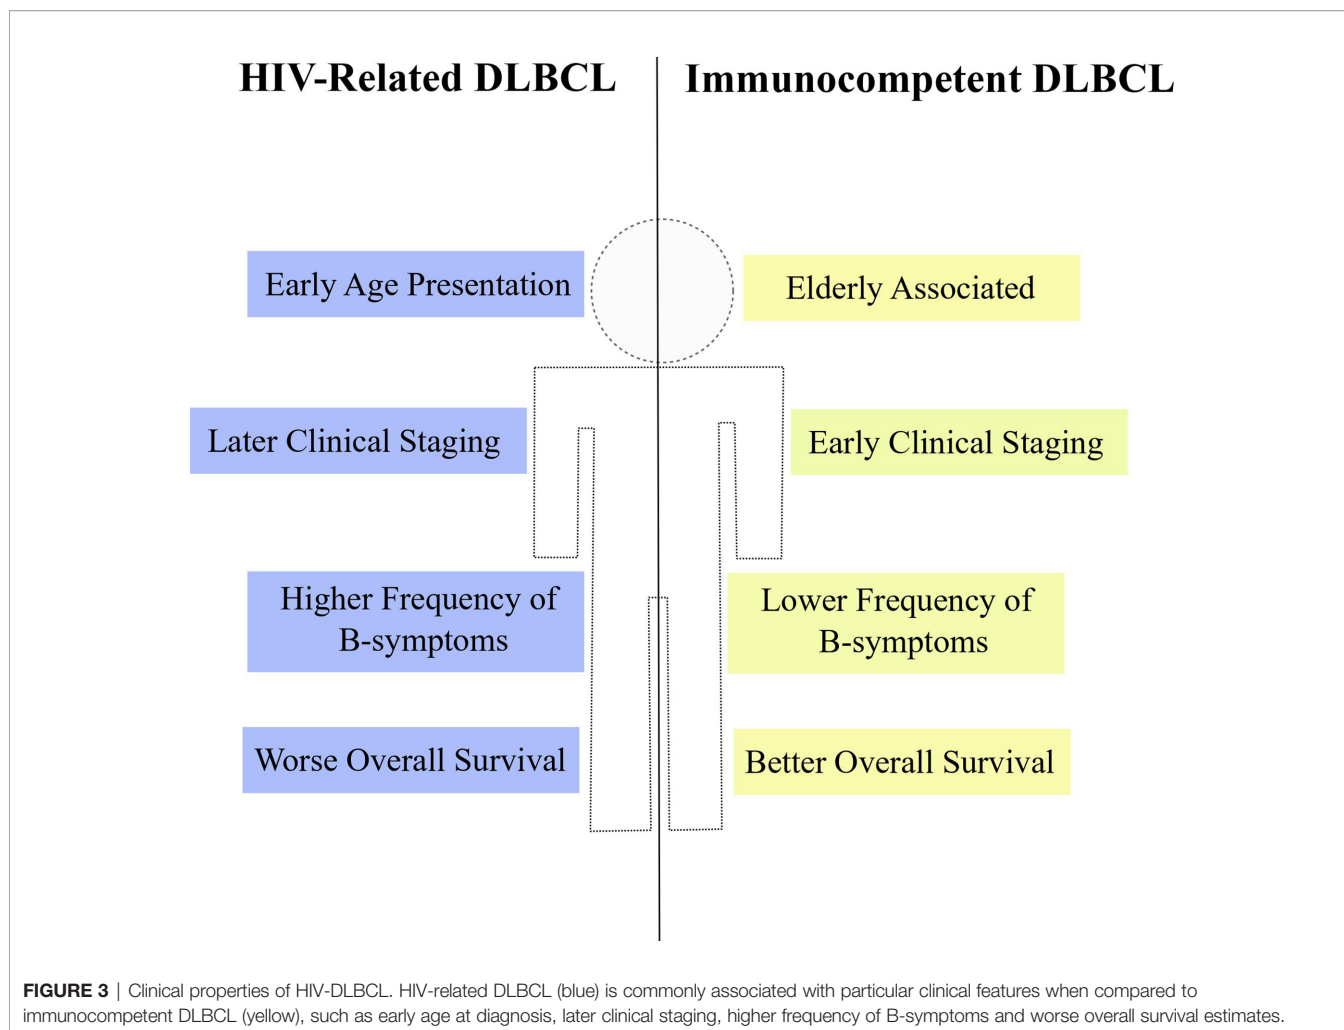 HIV-Related DLBCL
Immunocompetent DLBCL
Early Age Presentation
Elderly Associated
Later Clinical Staging
Early Clinical Staging
Higher Frequency of
B-symptoms
Lower Frequency of
B-symptoms
Worse Overall Survival
Better Overall Survival
FIGURE 3 | Clinical properties of HIV-DLBCL. HIV-related DLBCL (blue) is commonly associated with particular clinical features when compared to
immunocompetent DLBCL (yellow), such as early age at diagnosis, later clinical staging, higher frequency of B-symptoms and worse overall survival estimates.